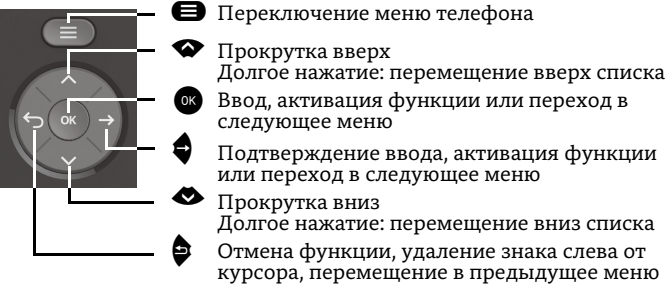 Переключение меню телефона
Прокрутка вверх
Долгое нажатие: перемещение вверх списка
OK
OK
Ввод, активация функции или переход в
следующее меню
Подтверждение ввода, активация функции
или переход в следующее меню
Прокрутка вниз
Долгое нажатие: перемещение вниз списка
Отмена функции, удаление знака слева от
курсора, перемещение в предыдущее меню